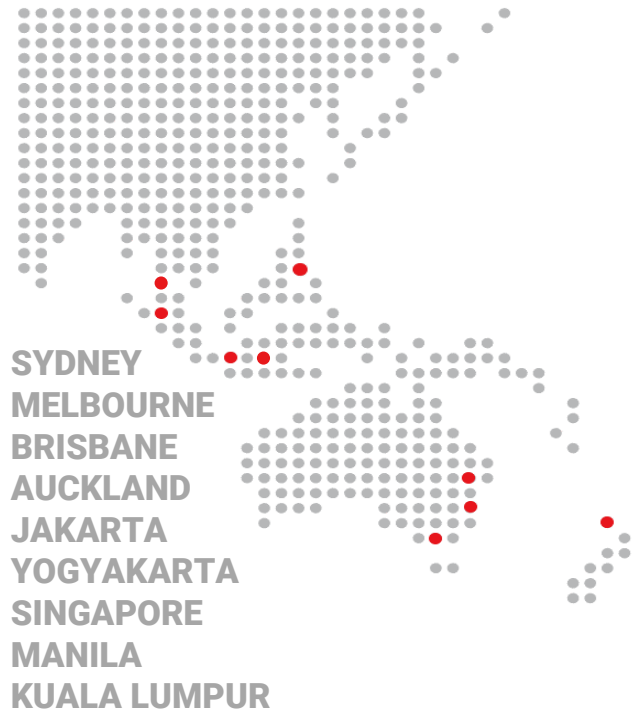 SYDNEY
MELBOURNE
BRISBANE
AUCKLAND
JAKARTA
YOGYAKARTA
SINGAPORE
MANILA
KUALA LUMPUR